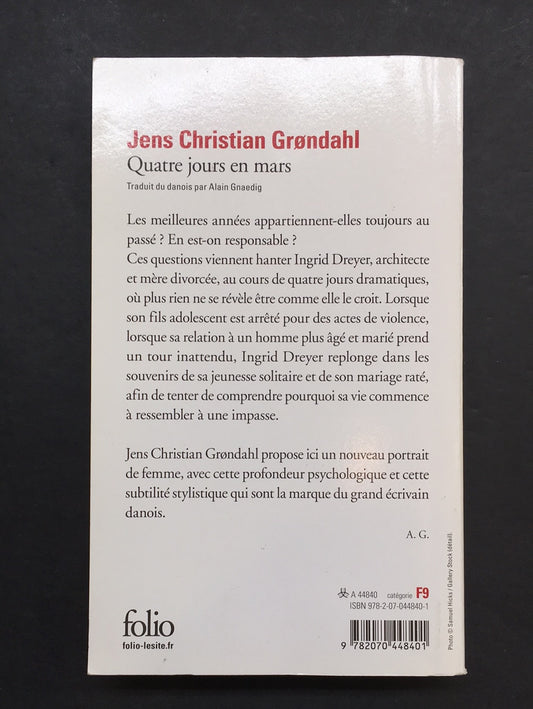 Jens Christian Grøndahl
Quatre jours en mars
Traduit du danois par Alain Gnaedig
Les meilleures années appartiennent-elles toujours au
passé ? En est-on responsable ?
Ces questions viennent hanter Ingrid Dreyer, architecte
et mère divorcée, au cours de quatre jours dramatiques,
où plus rien ne se révèle être comme elle le croit. Lorsque
son fils adolescent est arrêté pour des actes de violence,
lorsque sa relation à un homme plus âgé et marié prend
un tour inattendu, Ingrid Dreyer replonge dans les
souvenirs de sa jeunesse solitaire et de son mariage raté,
afin de tenter de comprendre pourquoi sa vie commence
à ressembler à une impasse.
Jens Christian Grøndahl propose ici un nouveau portrait
de femme, avec cette profondeur psychologique et cette
subtilité stylistique qui sont la marque du grand écrivain
danois.
A. G.
Photo © Samuel Hicks / Gallery Stock (détail).
A 44840 catégorie F9
ISBN 978-2-07-044840-1
folio
folio-lesite.fr
9 782070 448401